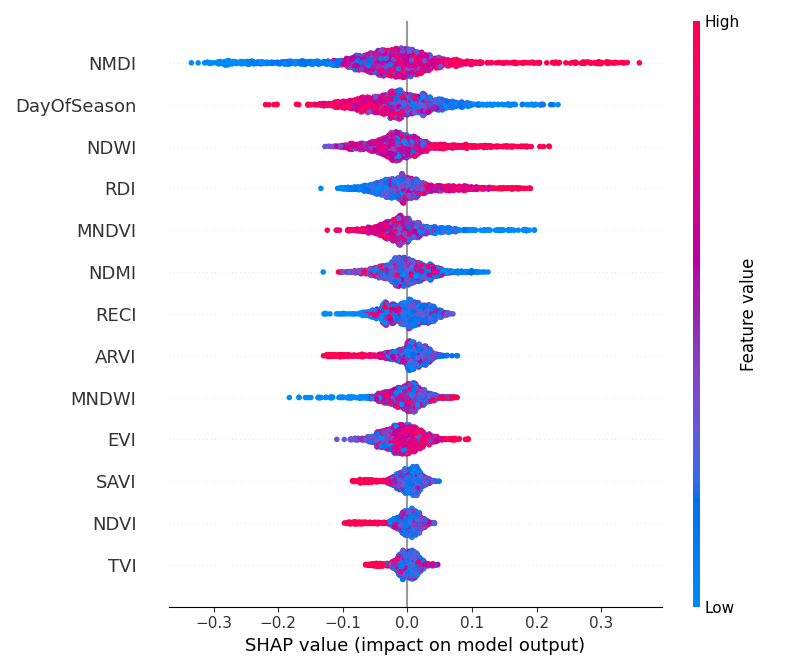 High
NMDI
DayOfSeason
NDWI
RDI
MNDVI
NDMI
RECI
ARVI
MNDWI
EVI
SAVI
NDVI
TVI
Feature value
Low
−0.3 −0.2 −0.1 0.0 0.1 0.2 0.3
SHAP value (impact on model output)